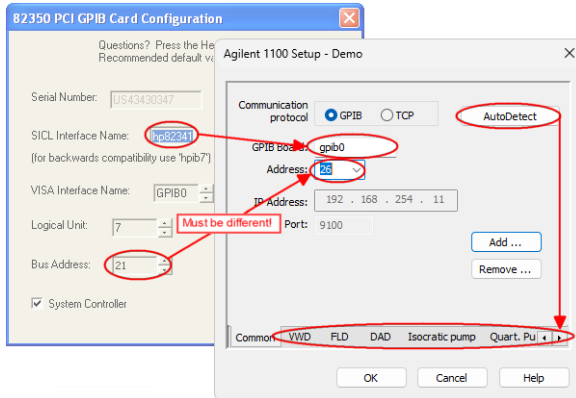 82350 PCI GPIB Card Configuration
Questions? Press the He
Recommended default va
Serial Number: US43430347
SICL Interface Name: hp82341
(for backwards compatibility use 'hpib7')
VISA Interface Name: GPIB0
Logical Unit: 7
Bus Address: 21
System Controller
Must be different!
Agilent 1100 Setup - Demo
Communication
protocol
GPIB TCP
AutoDetect
GPIB Board: gpib0
Address: 26
IP Address: 192 . 168 . 254 . 11
Port: 9100
Add ...
Remove ...
Common VWD FLD DAD Isocratic pump Quart. Pu
OK Cancel Help